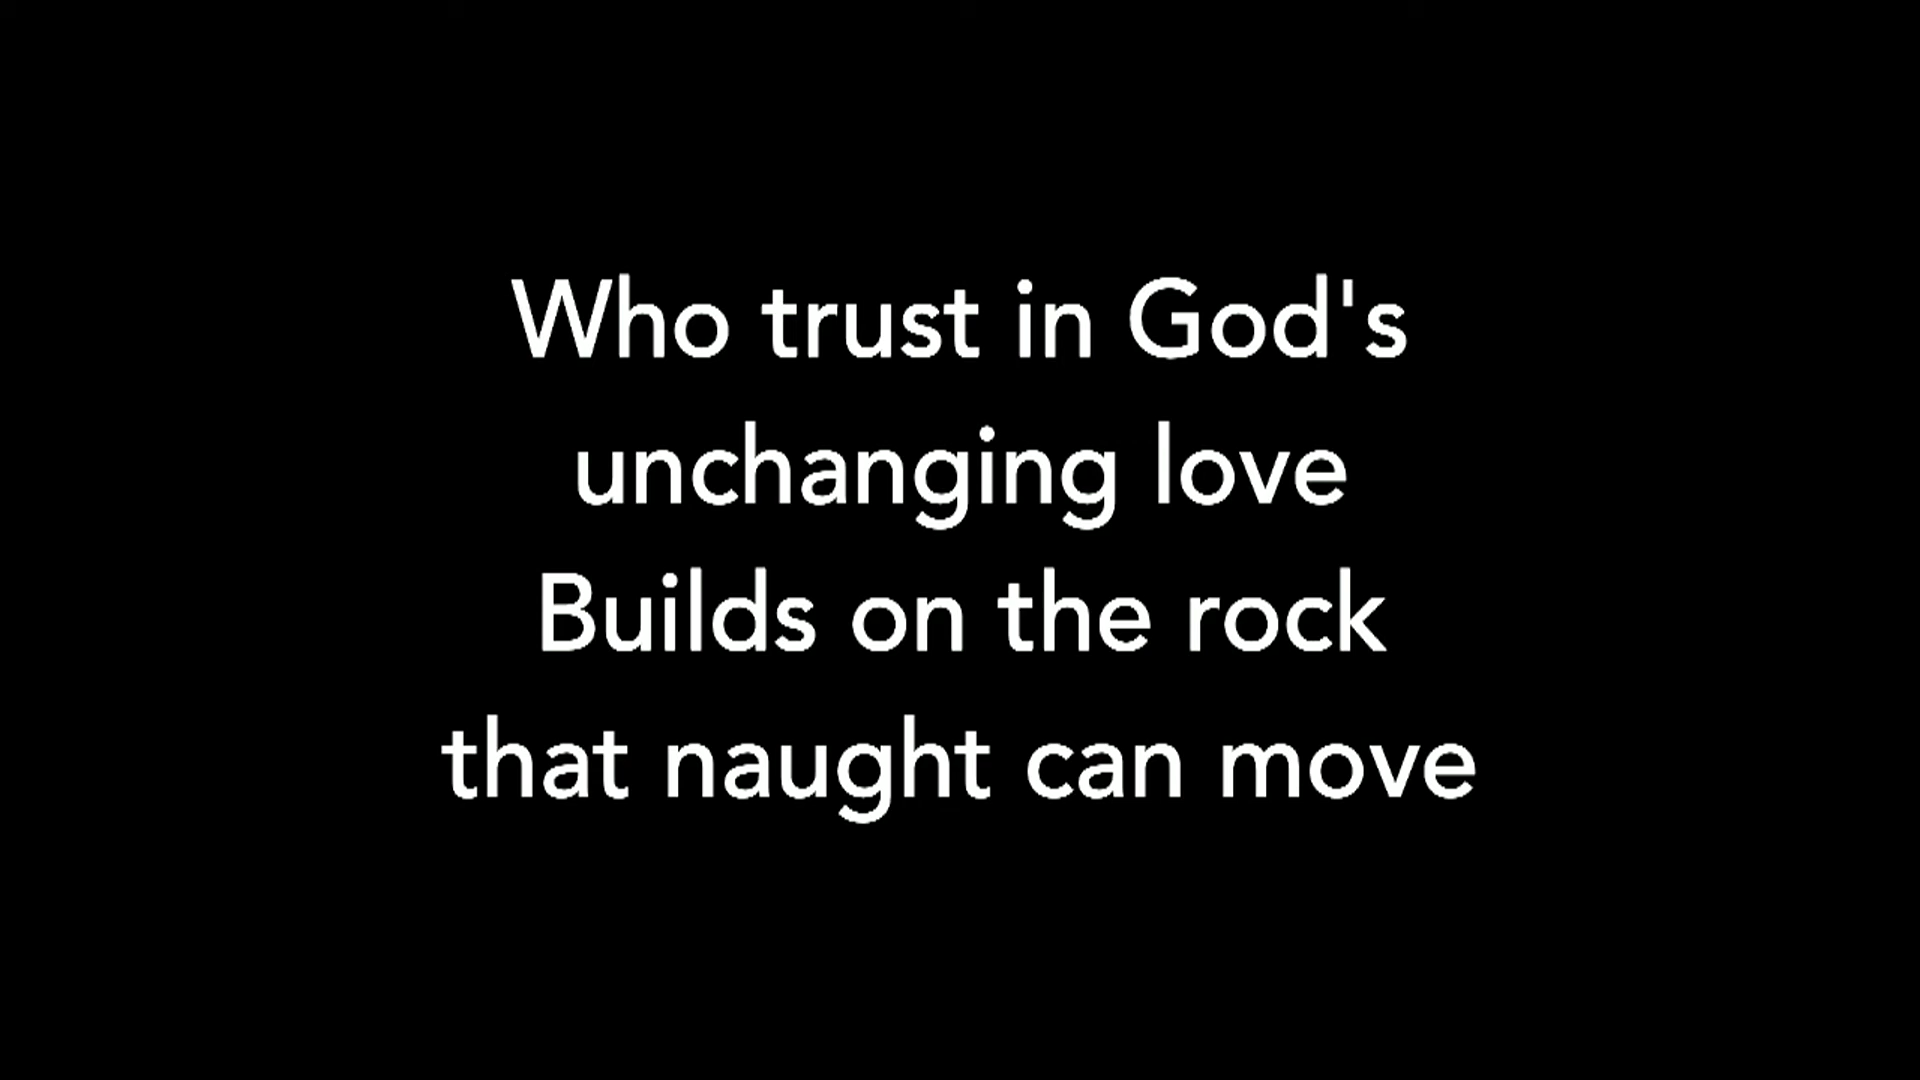 Who trust in God's
unchanging love
Builds on the rock
that naught can move